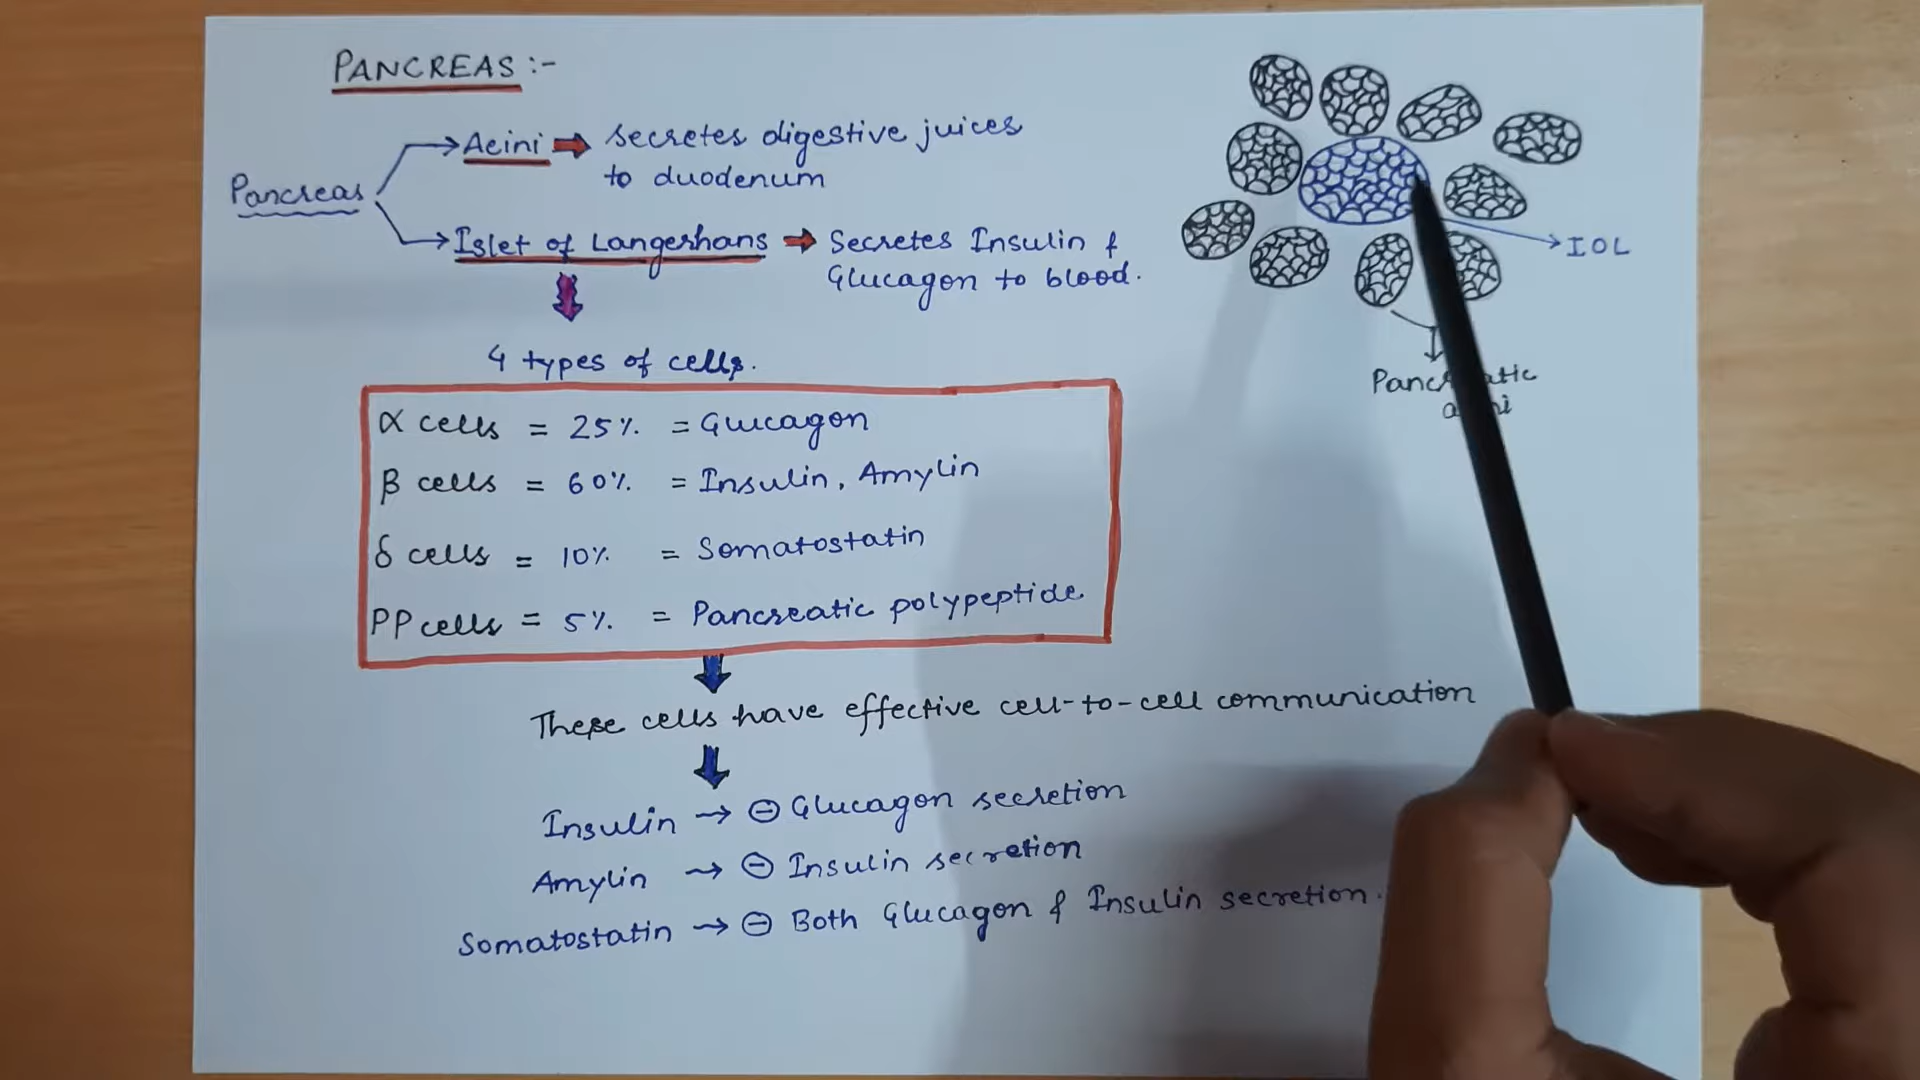 PANCREAS :-
Pancreas
Acini → secretes digestive juices
to duodenum
Islet of Langerhans → Secretes Insulin &
Glucagon to blood.
4 types of cells.
α cells = 25% = Glucagon
β cells = 60% = Insulin, Amylin
δ cells = 10% = Somatostatin
PP cells = 5% = Pancreatic polypeptide
These cells have effective cell-to-cell communication
Insulin → ⊖ Glucagon secretion
Amylin → ⊖ Insulin secretion
Somatostatin → ⊖ Both Glucagon & Insulin secretion.
IOL